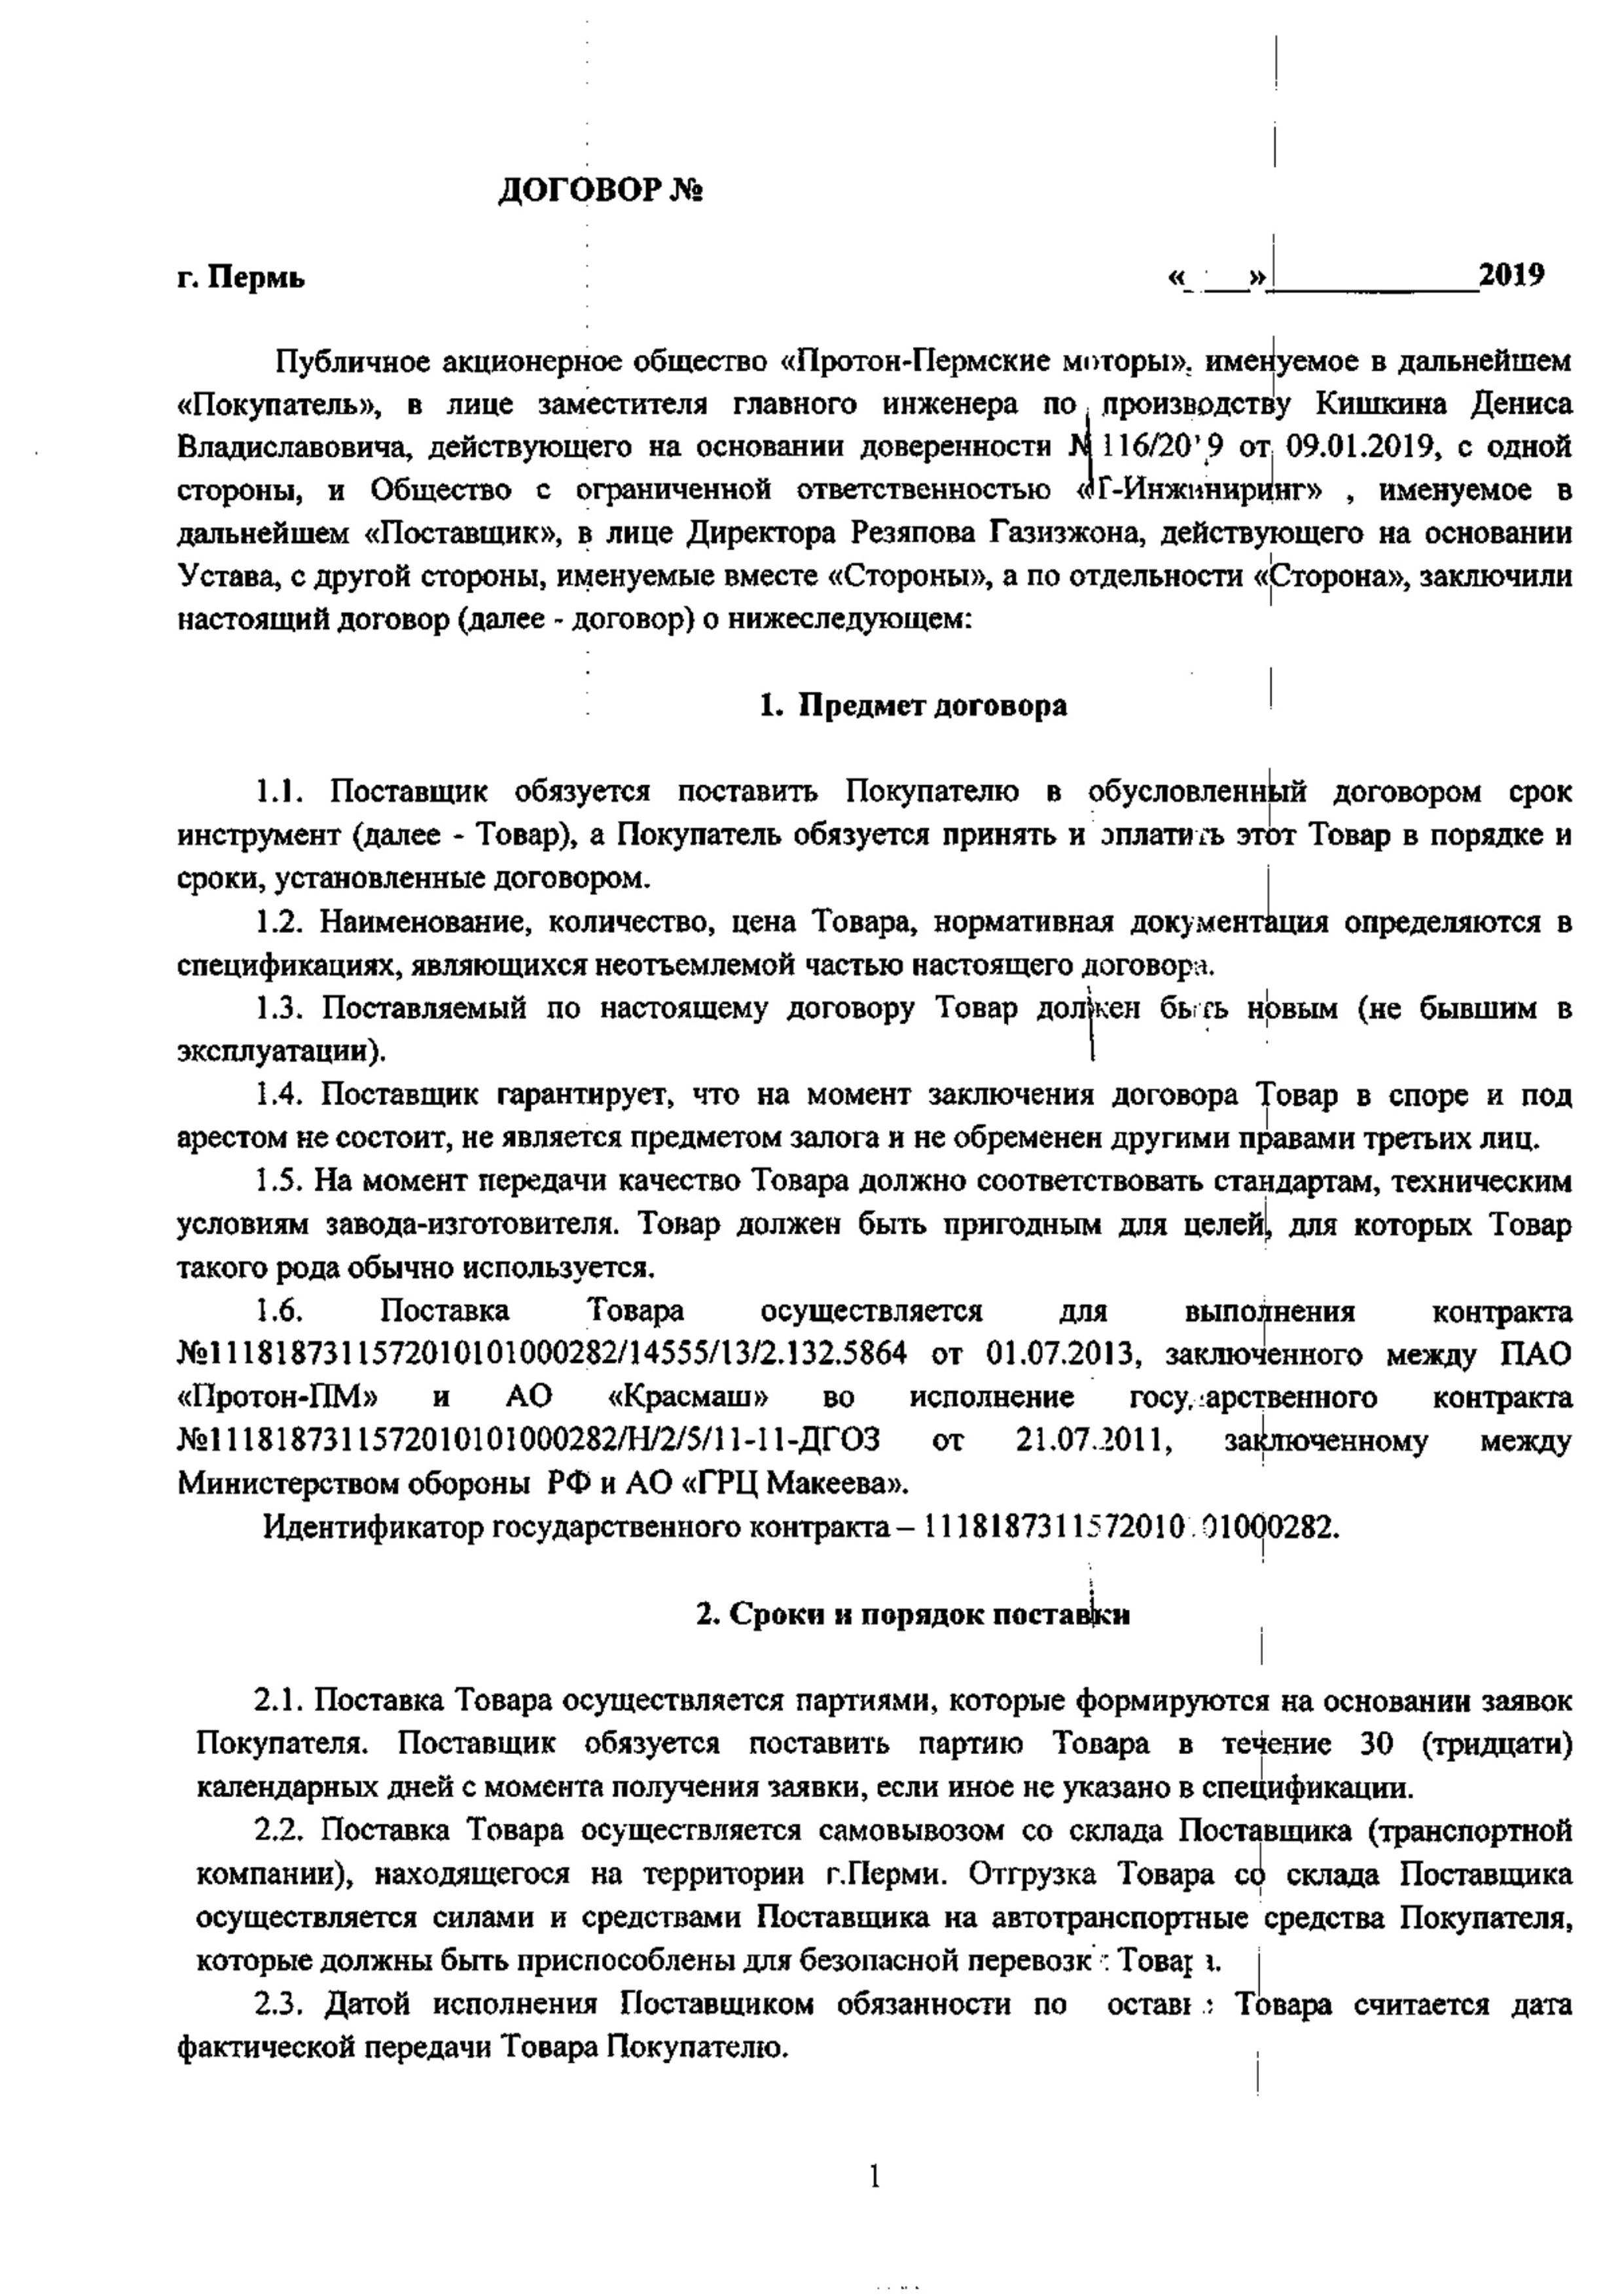 ДОГОВОР №
г. Пермь «_ __»______________2019
Публичное акционерное общество «Протон-Пермские моторы», именуемое в дальнейшем
«Покупатель», в лице заместителя главного инженера по производству Кишкина Дениса
Владиславовича, действующего на основании доверенности № 116/2019 от 09.01.2019, с одной
стороны, и Общество с ограниченной ответственностью «Т-Инжиниринг» , именуемое в
дальнейшем «Поставщик», в лице Директора Резяпова Газизжона, действующего на основании
Устава, с другой стороны, именуемые вместе «Стороны», а по отдельности «Сторона», заключили
настоящий договор (далее - договор) о нижеследующем:
1. Предмет договора
1.1. Поставщик обязуется поставить Покупателю в обусловленный договором срок
инструмент (далее - Товар), а Покупатель обязуется принять и оплатить этот Товар в порядке и
сроки, установленные договором.
1.2. Наименование, количество, цена Товара, нормативная документация определяются в
спецификациях, являющихся неотъемлемой частью настоящего договора.
1.3. Поставляемый по настоящему договору Товар должен быть новым (не бывшим в
эксплуатации).
1.4. Поставщик гарантирует, что на момент заключения договора Товар в споре и под
арестом не состоит, не является предметом залога и не обременен другими правами третьих лиц.
1.5. На момент передачи качество Товара должно соответствовать стандартам, техническим
условиям завода-изготовителя. Товар должен быть пригодным для целей, для которых Товар
такого рода обычно используется.
1.6. Поставка Товара осуществляется для выполнения контракта
№1118187311572010101000282/14555/13/2.132.5864 от 01.07.2013, заключенного между ПАО
«Протон-ПМ» и АО «Красмаш» во исполнение государственного контракта
№1118187311572010101000282/Н/2/5/11-11-ДГОЗ от 21.07.2011, заключенному между
Министерством обороны РФ и АО «ГРЦ Макеева».
Идентификатор государственного контракта – 1118187311572010101000282.
2. Сроки и порядок поставки
2.1. Поставка Товара осуществляется партиями, которые формируются на основании заявок
Покупателя. Поставщик обязуется поставить партию Товара в течение 30 (тридцати)
календарных дней с момента получения заявки, если иное не указано в спецификации.
2.2. Поставка Товара осуществляется самовывозом со склада Поставщика (транспортной
компании), находящегося на территории г.Перми. Отгрузка Товара со склада Поставщика
осуществляется силами и средствами Поставщика на автотранспортные средства Покупателя,
которые должны быть приспособлены для безопасной перевозки Товара.
2.3. Датой исполнения Поставщиком обязанности по поставке Товара считается дата
фактической передачи Товара Покупателю.
1